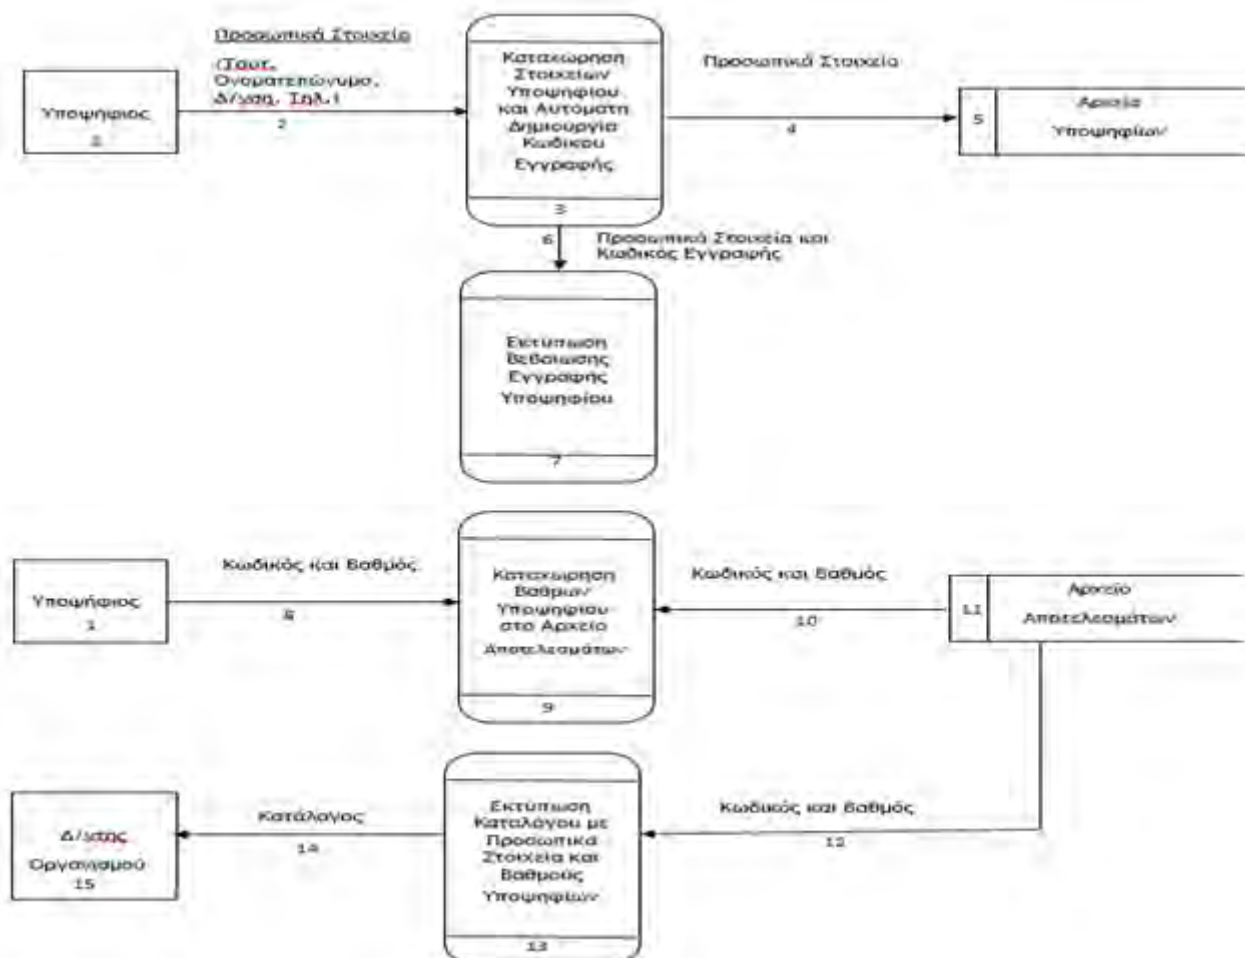 Προσωπικά Στοιχεία
(Ταυτ.
Ονοματεπώνυμο,
Δ/νση, Τηλ.)
2
Υποψήφιος
Καταχώρηση
Στοιχείων
Υποψηφίου
και Αυτόματη
Δημιουργία
Κωδικού
Εγγραφής
3
Προσωπικά Στοιχεία
4
5
Υποψηφίων
6
Προσωπικά Στοιχεία και
Κωδικός Εγγραφής
Εκτύπωση
Βεβαίωσης
Εγγραφής
Υποψηφίου
7
Υποψήφιος
1
Κωδικός και Βαθμός
8
Καταχώρηση
Βαθμών
Υποψηφίου
στο Αρχείο
Αποτελεσμάτων
9
Κωδικός και Βαθμός
10
11
Αρχείο
Αποτελεσμάτων
Δ/ντης
Οργανισμού
15
Κατάλογος
14
Εκτύπωση
Καταλόγου με
Προσωπικά
Στοιχεία και
Βαθμούς
Υποψηφίων
13
Κωδικός και Βαθμός
12